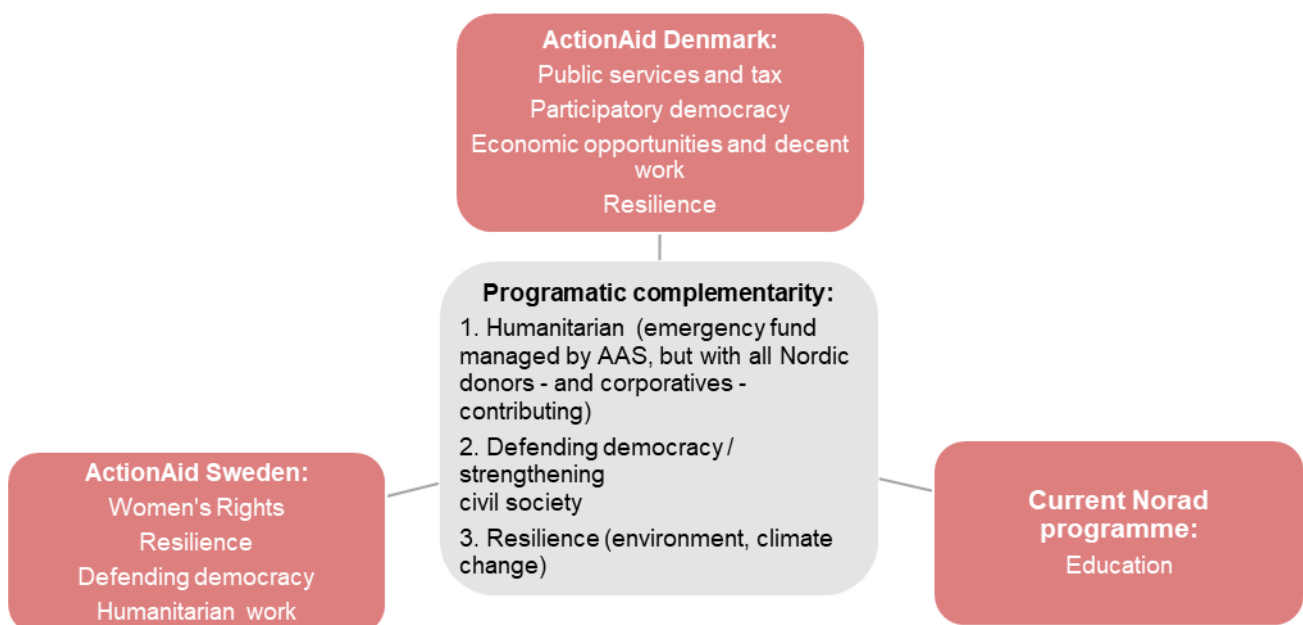 ActionAid Denmark:
Public services and tax
Participatory democracy
Economic opportunities and decent
work
Resilience
Programatic complementarity:
1. Humanitarian (emergency fund
managed by AAS, but with all Nordic
donors - and corporatives -
contributing)
2. Defending democracy /
strengthening
civil society
3. Resilience (environment, climate
change)
ActionAid Sweden:
Women's Rights
Resilience
Defending democracy
Humanitarian work
Current Norad
programme:
Education